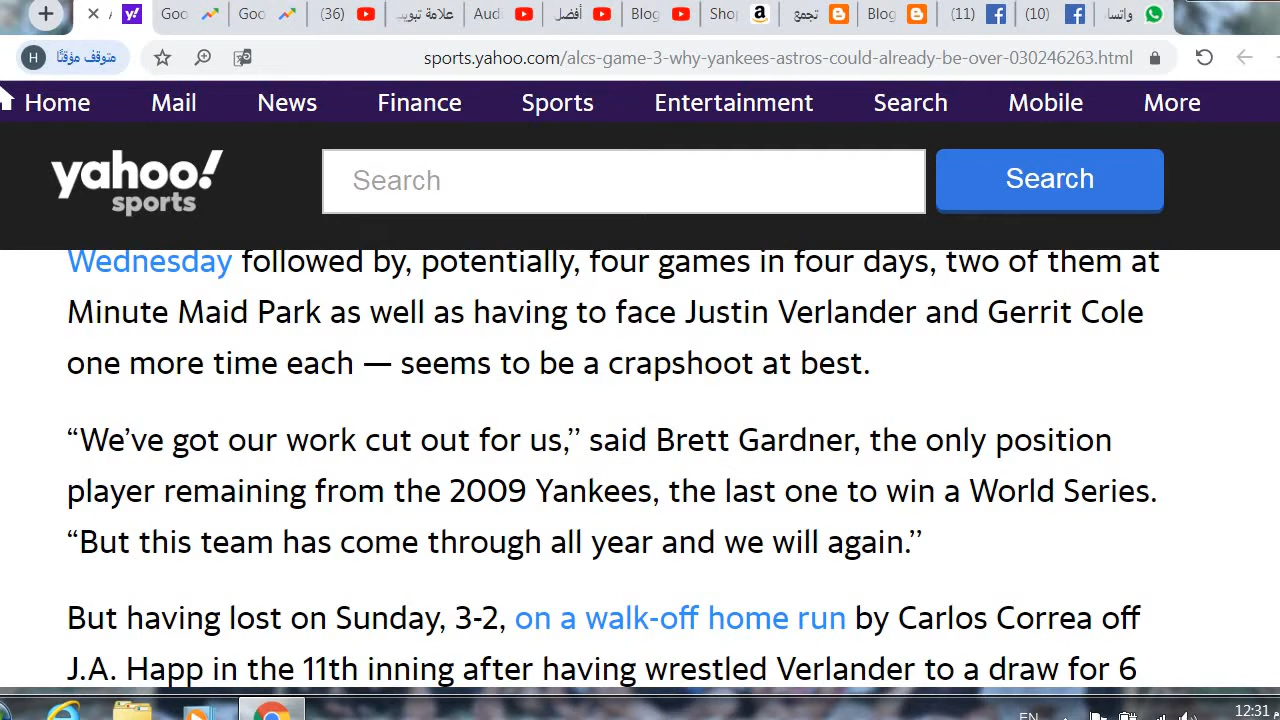 Goo
Goo
(36)
علامة تبويب
Aud
أفضل
Blog
Sho
تجمع
Blog
(11)
(10)
واتسا
H
متوقف مؤقتًا
sports.yahoo.com/alcs-game-3-why-yankees-astros-could-already-be-over-030246263.html
Home Mail News Finance Sports Entertainment Search Mobile More
yahoo!
sports
Search
Search
Wednesday followed by, potentially, four games in four days, two of them at
Minute Maid Park as well as having to face Justin Verlander and Gerrit Cole
one more time each — seems to be a crapshoot at best.
“We’ve got our work cut out for us,’’ said Brett Gardner, the only position
player remaining from the 2009 Yankees, the last one to win a World Series.
“But this team has come through all year and we will again.’’
But having lost on Sunday, 3-2, on a walk-off home run by Carlos Correa off
J.A. Happ in the 11th inning after having wrestled Verlander to a draw for 6
EN
12:31 م